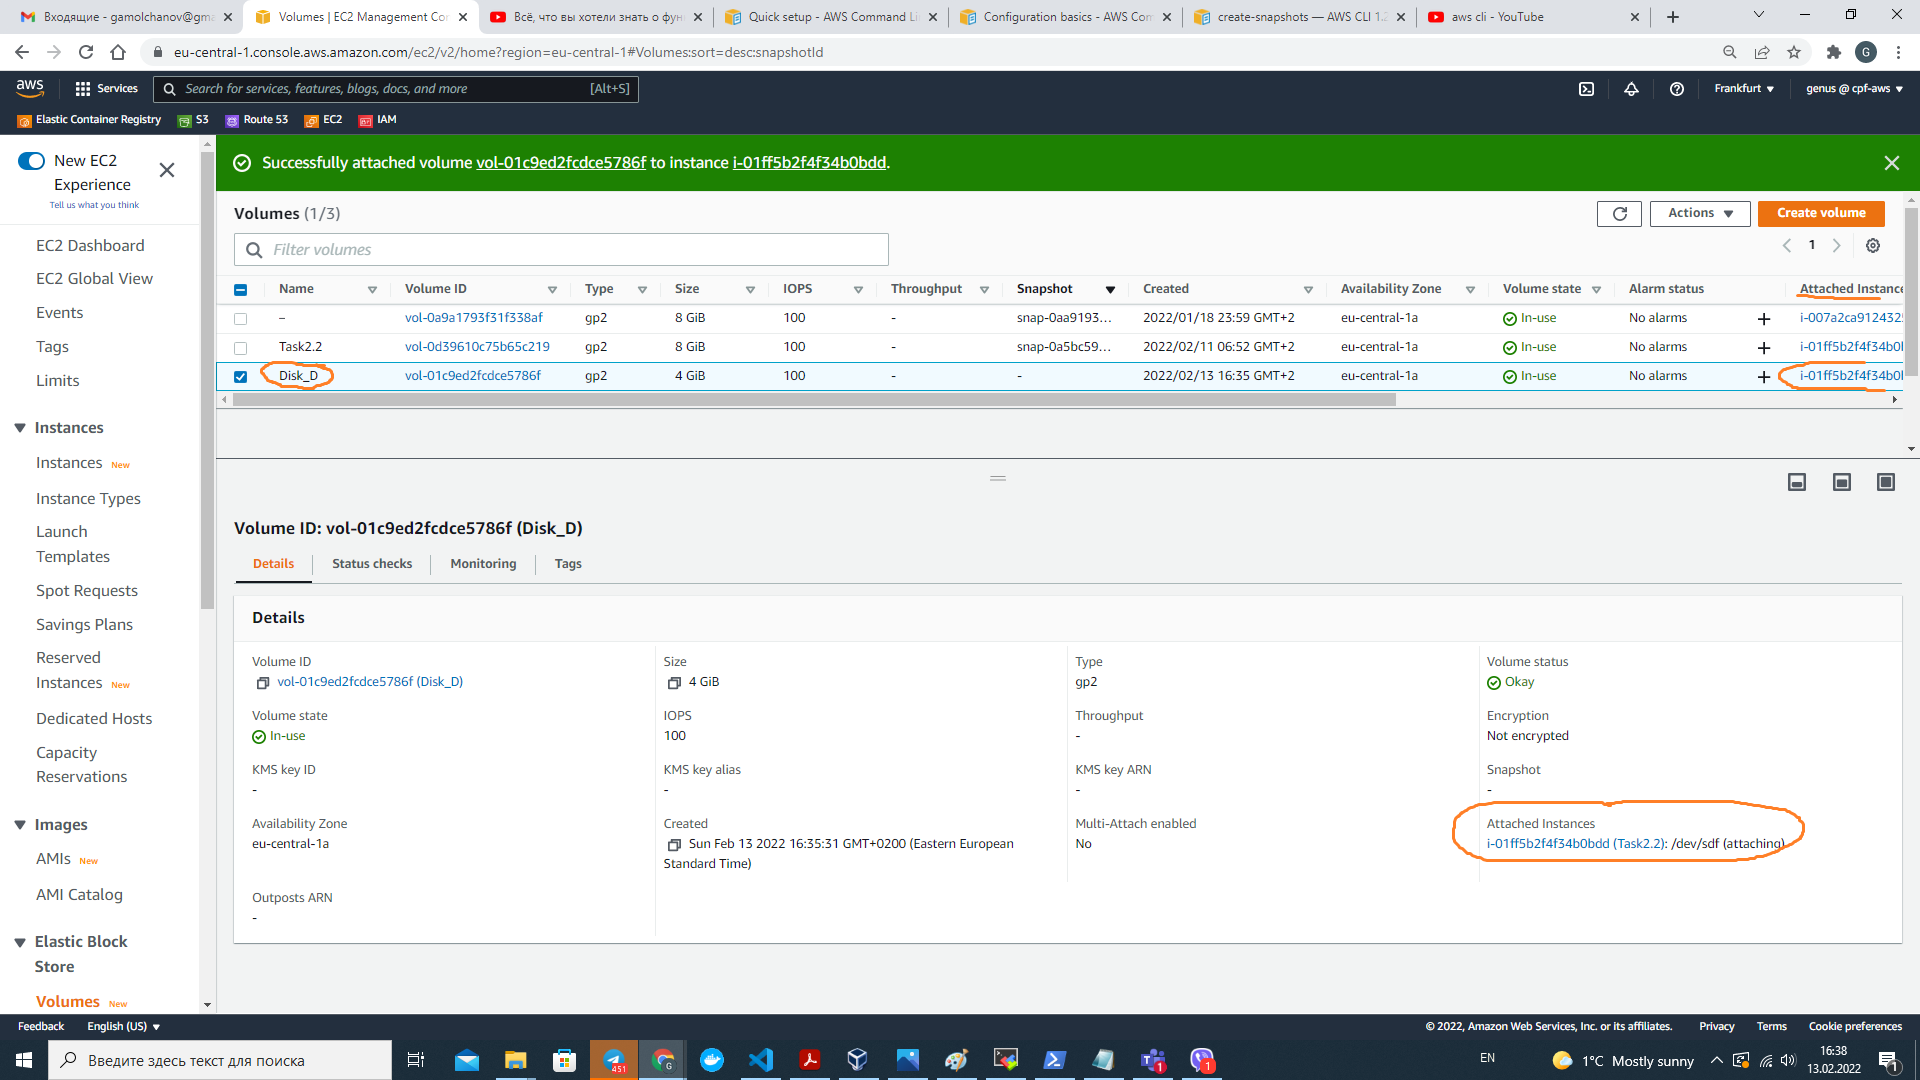 Входящие - gamolchanov@gma
Volumes | EC2 Management Con
Всё, что вы хотели знать о фун
Quick setup - AWS Command Li
Configuration basics - AWS Com
create-snapshots — AWS CLI 1.2
aws cli - YouTube
eu-central-1.console.aws.amazon.com/ec2/v2/home?region=eu-central-1#Volumes:sort=desc:snapshotId
G
aws
Services
Search for services, features, blogs, docs, and more
[Alt+S]
Frankfurt
genus @ cpf-aws
Elastic Container Registry
S3
Route 53
EC2
IAM
New EC2
Experience
Tell us what you think
Successfully attached volume vol-01c9ed2fcdce5786f to instance i-01ff5b2f4f34b0bdd.
Volumes (1/3)
Actions
Create volume
Filter volumes
1
Name Volume ID Type Size IOPS Throughput Snapshot Created Availability Zone Volume state Alarm status Attached Instance
– vol-0a9a1793f31f338af gp2 8 GiB 100 - snap-0aa9193... 2022/01/18 23:59 GMT+2 eu-central-1a In-use No alarms + i-007a2ca9124325
Task2.2 vol-0d39610c75b65c219 gp2 8 GiB 100 - snap-0a5bc59... 2022/02/11 06:52 GMT+2 eu-central-1a In-use No alarms + i-01ff5b2f4f34b0
Disk_D vol-01c9ed2fcdce5786f gp2 4 GiB 100 - - 2022/02/13 16:35 GMT+2 eu-central-1a In-use No alarms + i-01ff5b2f4f34b0
EC2 Dashboard
EC2 Global View
Events
Tags
Limits
Instances
Instances New
Instance Types
Launch
Templates
Spot Requests
Savings Plans
Reserved
Instances New
Dedicated Hosts
Capacity
Reservations
Images
AMIs New
AMI Catalog
Elastic Block
Store
Volumes New
Volume ID: vol-01c9ed2fcdce5786f (Disk_D)
Details
Status checks
Monitoring
Tags
Details
Volume ID
vol-01c9ed2fcdce5786f (Disk_D)
Size
4 GiB
Type
gp2
Volume status
Okay
Volume state
In-use
IOPS
100
Throughput
-
Encryption
Not encrypted
KMS key ID
-
KMS key alias
-
KMS key ARN
-
Snapshot
-
Availability Zone
eu-central-1a
Created
Sun Feb 13 2022 16:35:31 GMT+0200 (Eastern European
Standard Time)
Multi-Attach enabled
No
Attached Instances
i-01ff5b2f4f34b0bdd (Task2.2): /dev/sdf (attaching)
Outposts ARN
-
Feedback
English (US)
© 2022, Amazon Web Services, Inc. or its affiliates.
Privacy
Terms
Cookie preferences
Введите здесь текст для поиска
451
G
1
1
EN
1°C Mostly sunny
16:38
13.02.2022
1